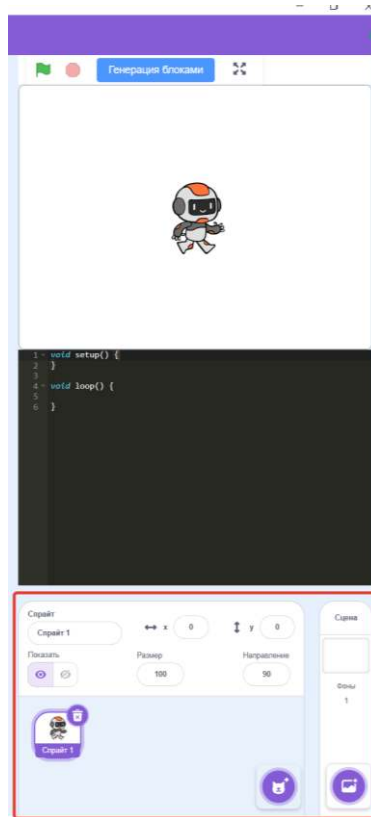 Генерация блоками
1 void setup() {
2 }
3
4 void loop() {
5
6 }
Спрайт
Спрайт 1
x 0
y 0
Показать
Размер
100
Направление
90
Спрайт 1
Сцена
Фоны
1